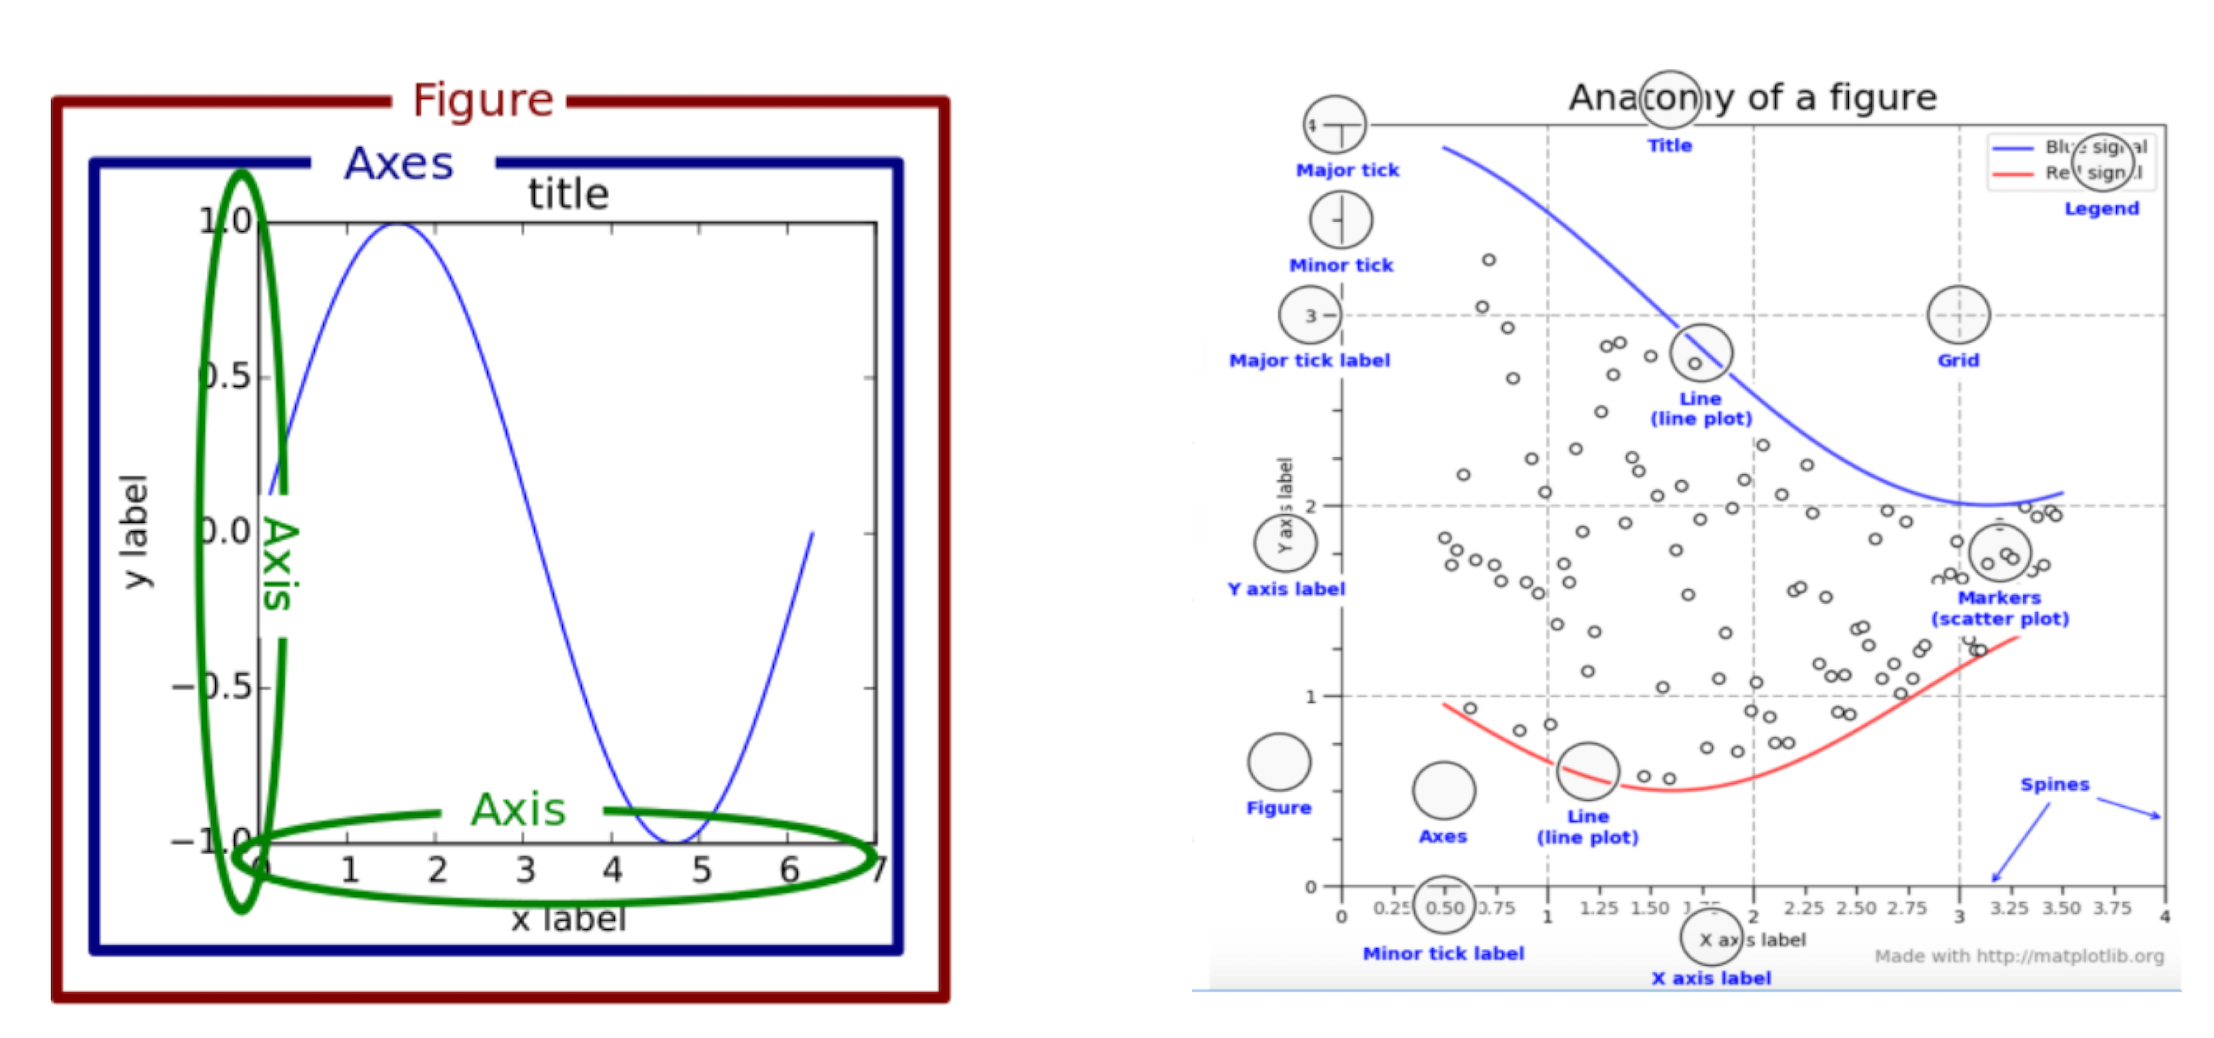 Figure
Axes
title
1.0
0.5
0.0
−0.5
−1.0
y label
Axis
Axis
0 1 2 3 4 5 6 7
x label
Anatomy of a figure
Title
4
Major tick
Minor tick
3
Major tick label
2
Y axis label
Y axis label
1
0
Blue signal
Red signal
Legend
Grid
Line
(line plot)
Markers
(scatter plot)
Spines
Figure
Axes
Line
(line plot)
0 0.25 0.50 0.75 1 1.25 1.50 1.75 2 2.25 2.50 2.75 3 3.25 3.50 3.75 4
Minor tick label
X axis label
X axis label
Made with http://matplotlib.org